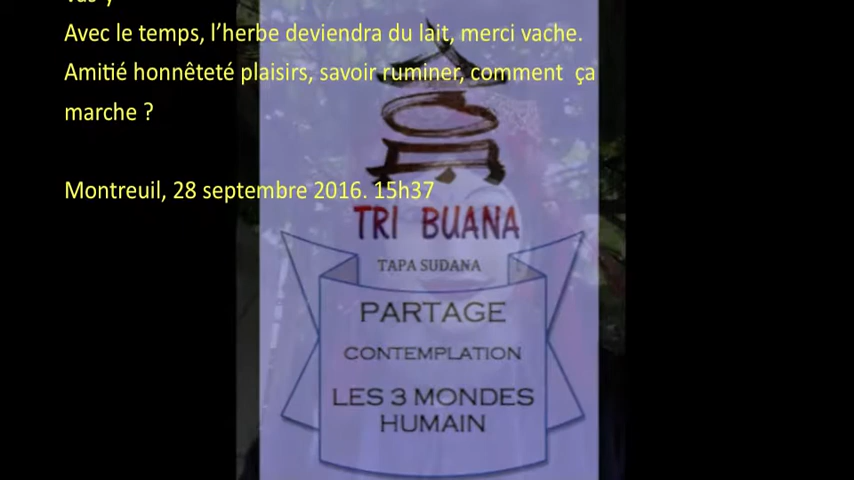 Avec le temps, l'herbe deviendra du lait, merci vache.
Amitié honnêteté plaisirs, savoir ruminer, comment ça
marche ?
Montreuil, 28 septembre 2016. 15h37
TRI BUANA
TAPA SUDANA
PARTAGE
CONTEMPLATION
LES 3 MONDES
HUMAIN